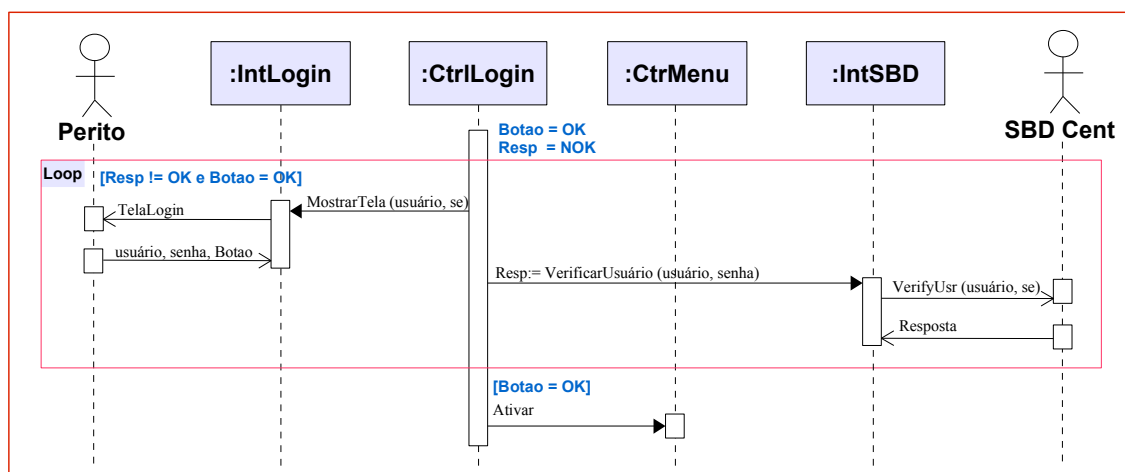 :IntLogin
:CtrlLogin
:CtrMenu
:IntSBD
Perito
SBD Cent
Botao = OK
Resp = NOK
Loop
[Resp != OK e Botao = OK]
MostrarTela (usuário, se)
TelaLogin
usuário, senha, Botao
Resp:= VerificarUsuário (usuário, senha)
VerifyUsr (usuário, se)
Resposta
[Botao = OK]
Ativar